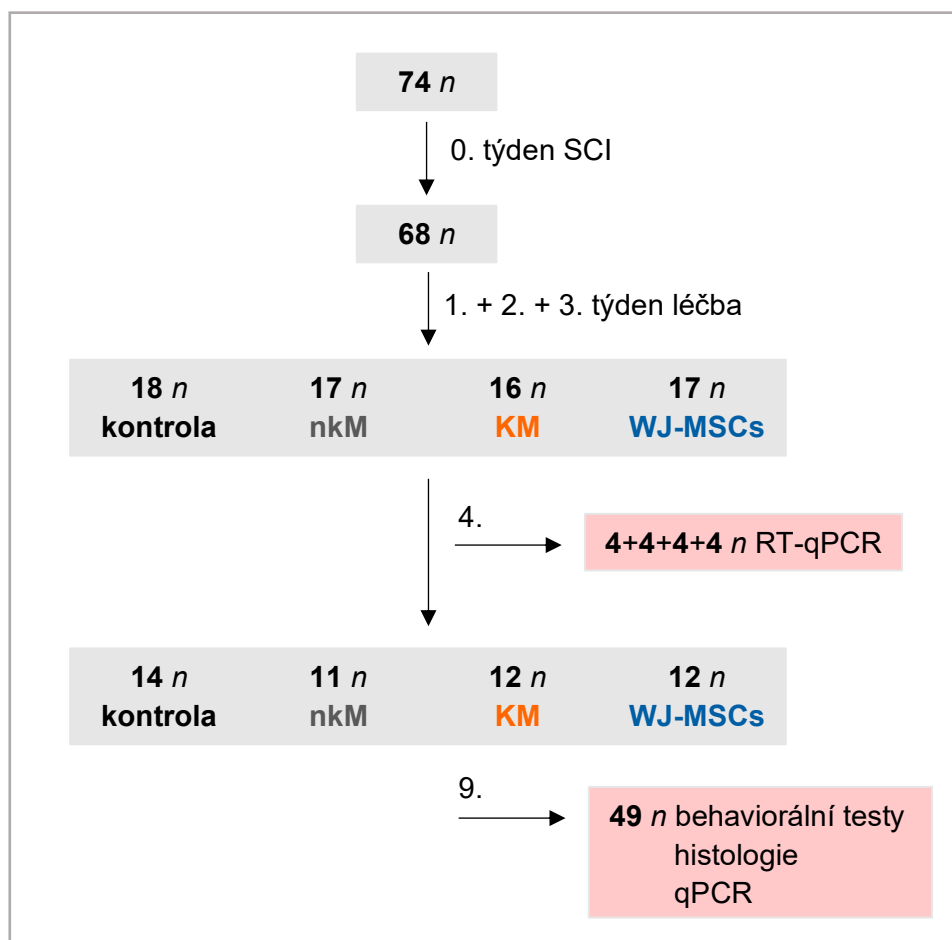 74 n
0. týden SCI
68 n
1. + 2. + 3. týden léčba
18 n 17 n 16 n 17 n
kontrola nkM KM WJ-MSCs
4.
4+4+4+4 n RT-qPCR
14 n 11 n 12 n 12 n
kontrola nkM KM WJ-MSCs
9.
49 n behaviorální testy
histologie
qPCR